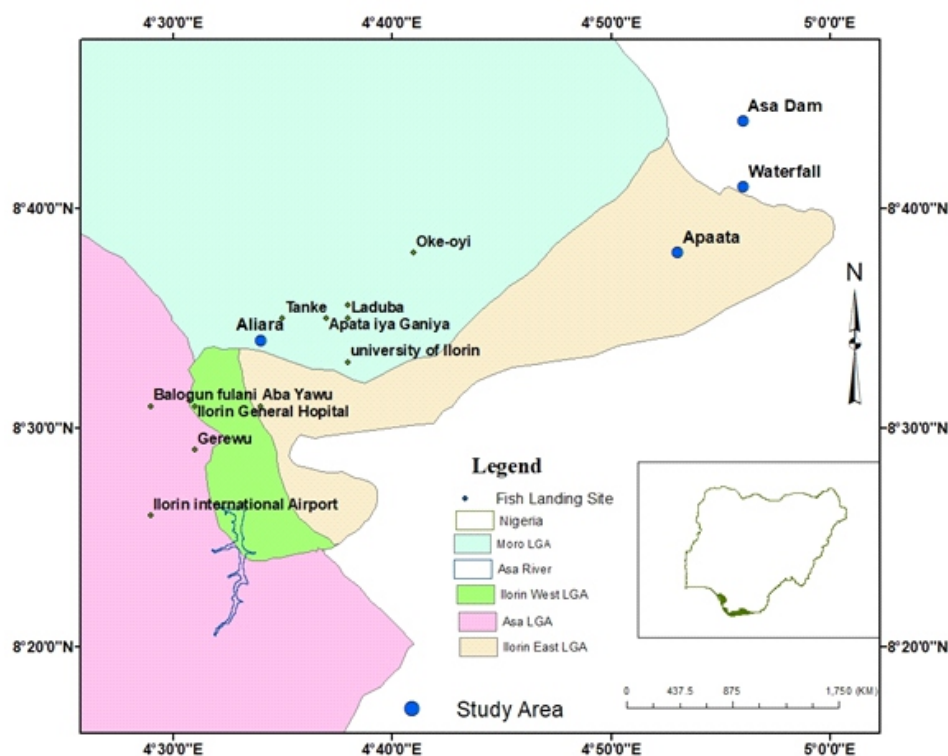 4°30'0"E 4°40'0"E 4°50'0"E 5°0'0"E
Asa Dam
Waterfall
8°40'0"N 8°40'0"N
Apaata
Oke-oyi
N
Tanke Laduba
Aliara Apata iya Ganiya
university of Ilorin
Balogun fulani Aba Yawu
Ilorin General Hopital
8°30'0"N 8°30'0"N
Gerewu
Legend
Ilorin international Airport
Fish Landing Site
Nigeria
Moro LGA
Asa River
Ilorin West LGA
Asa LGA
Ilorin East LGA
8°20'0"N 8°20'0"N
0 437.5 875 1,750 (KM)
Study Area
4°30'0"E 4°40'0"E 4°50'0"E 5°0'0"E